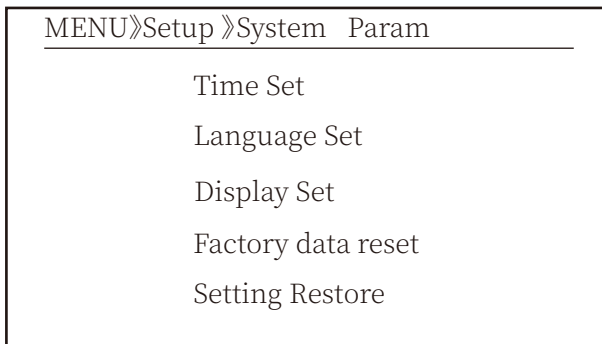 MENU》Setup 》System Param
Time Set
Language Set
Display Set
Factory data reset
Setting Restore